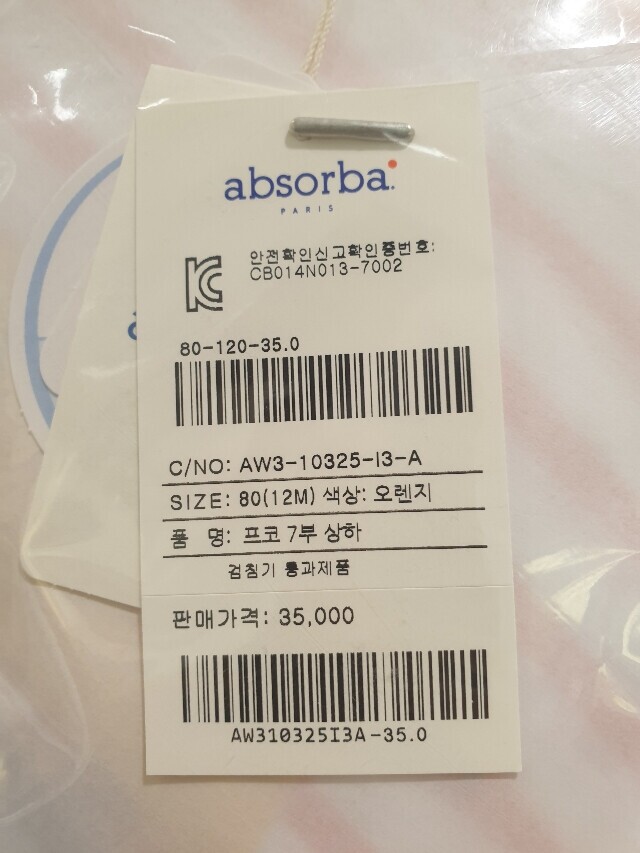 absorba.
PARIS
안전확인신고확인증번호:
CB014N013-7002
80-120-35.0
C/NO: AW3-10325-I3-A
SIZE: 80(12M) 색상: 오렌지
품 명: 프코 7부 상하
검침기 통과제품
판매가격: 35,000
AW310325I3A-35.0